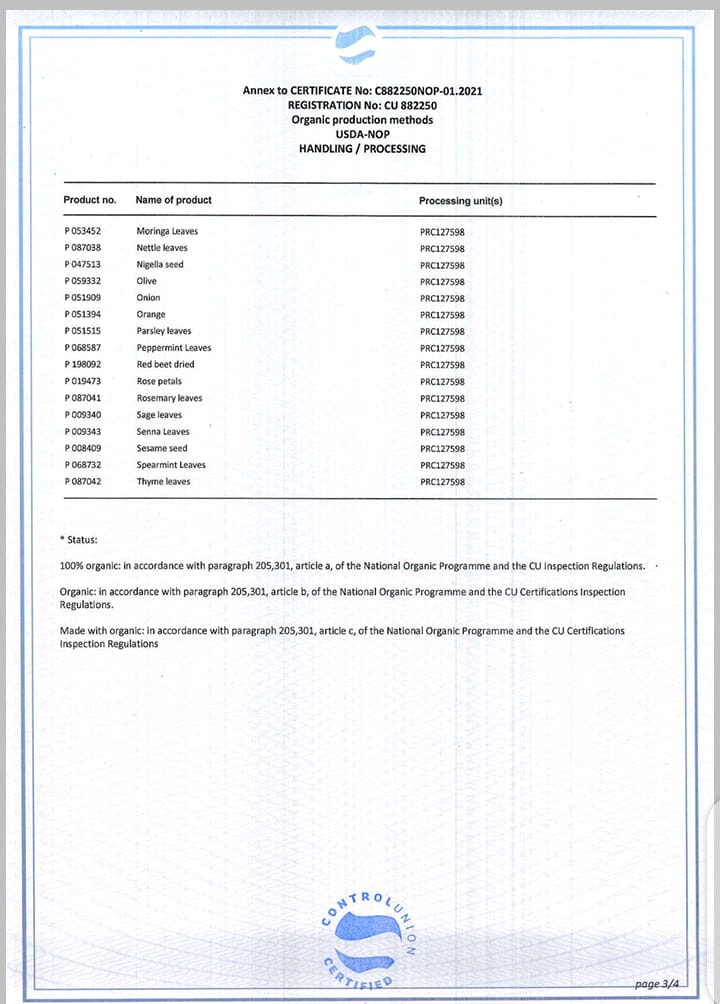 Annex to CERTIFICATE No: C882250NOP-01.2021
REGISTRATION No: CU 882250
Organic production methods
USDA-NOP
HANDLING / PROCESSING
Product no. Name of product Processing unit(s)
P 053452 Moringa Leaves PRC127598
P 087038 Nettle leaves PRC127598
P 047513 Nigella seed PRC127598
P 059332 Olive PRC127598
P 051909 Onion PRC127598
P 051394 Orange PRC127598
P 051515 Parsley leaves PRC127598
P 068587 Peppermint Leaves PRC127598
P 198092 Red beet dried PRC127598
P 019473 Rose petals PRC127598
P 087041 Rosemary leaves PRC127598
P 009340 Sage leaves PRC127598
P 009343 Senna Leaves PRC127598
P 008409 Sesame seed PRC127598
P 068732 Spearmint Leaves PRC127598
P 087042 Thyme leaves PRC127598
* Status:
100% organic: in accordance with paragraph 205,301, article a, of the National Organic Programme and the CU Inspection Regulations.
Organic: in accordance with paragraph 205,301, article b, of the National Organic Programme and the CU Certifications Inspection
Regulations.
Made with organic: in accordance with paragraph 205,301, article c, of the National Organic Programme and the CU Certifications
Inspection Regulations
CONTROL UNION
CERTIFIED
page 3/4